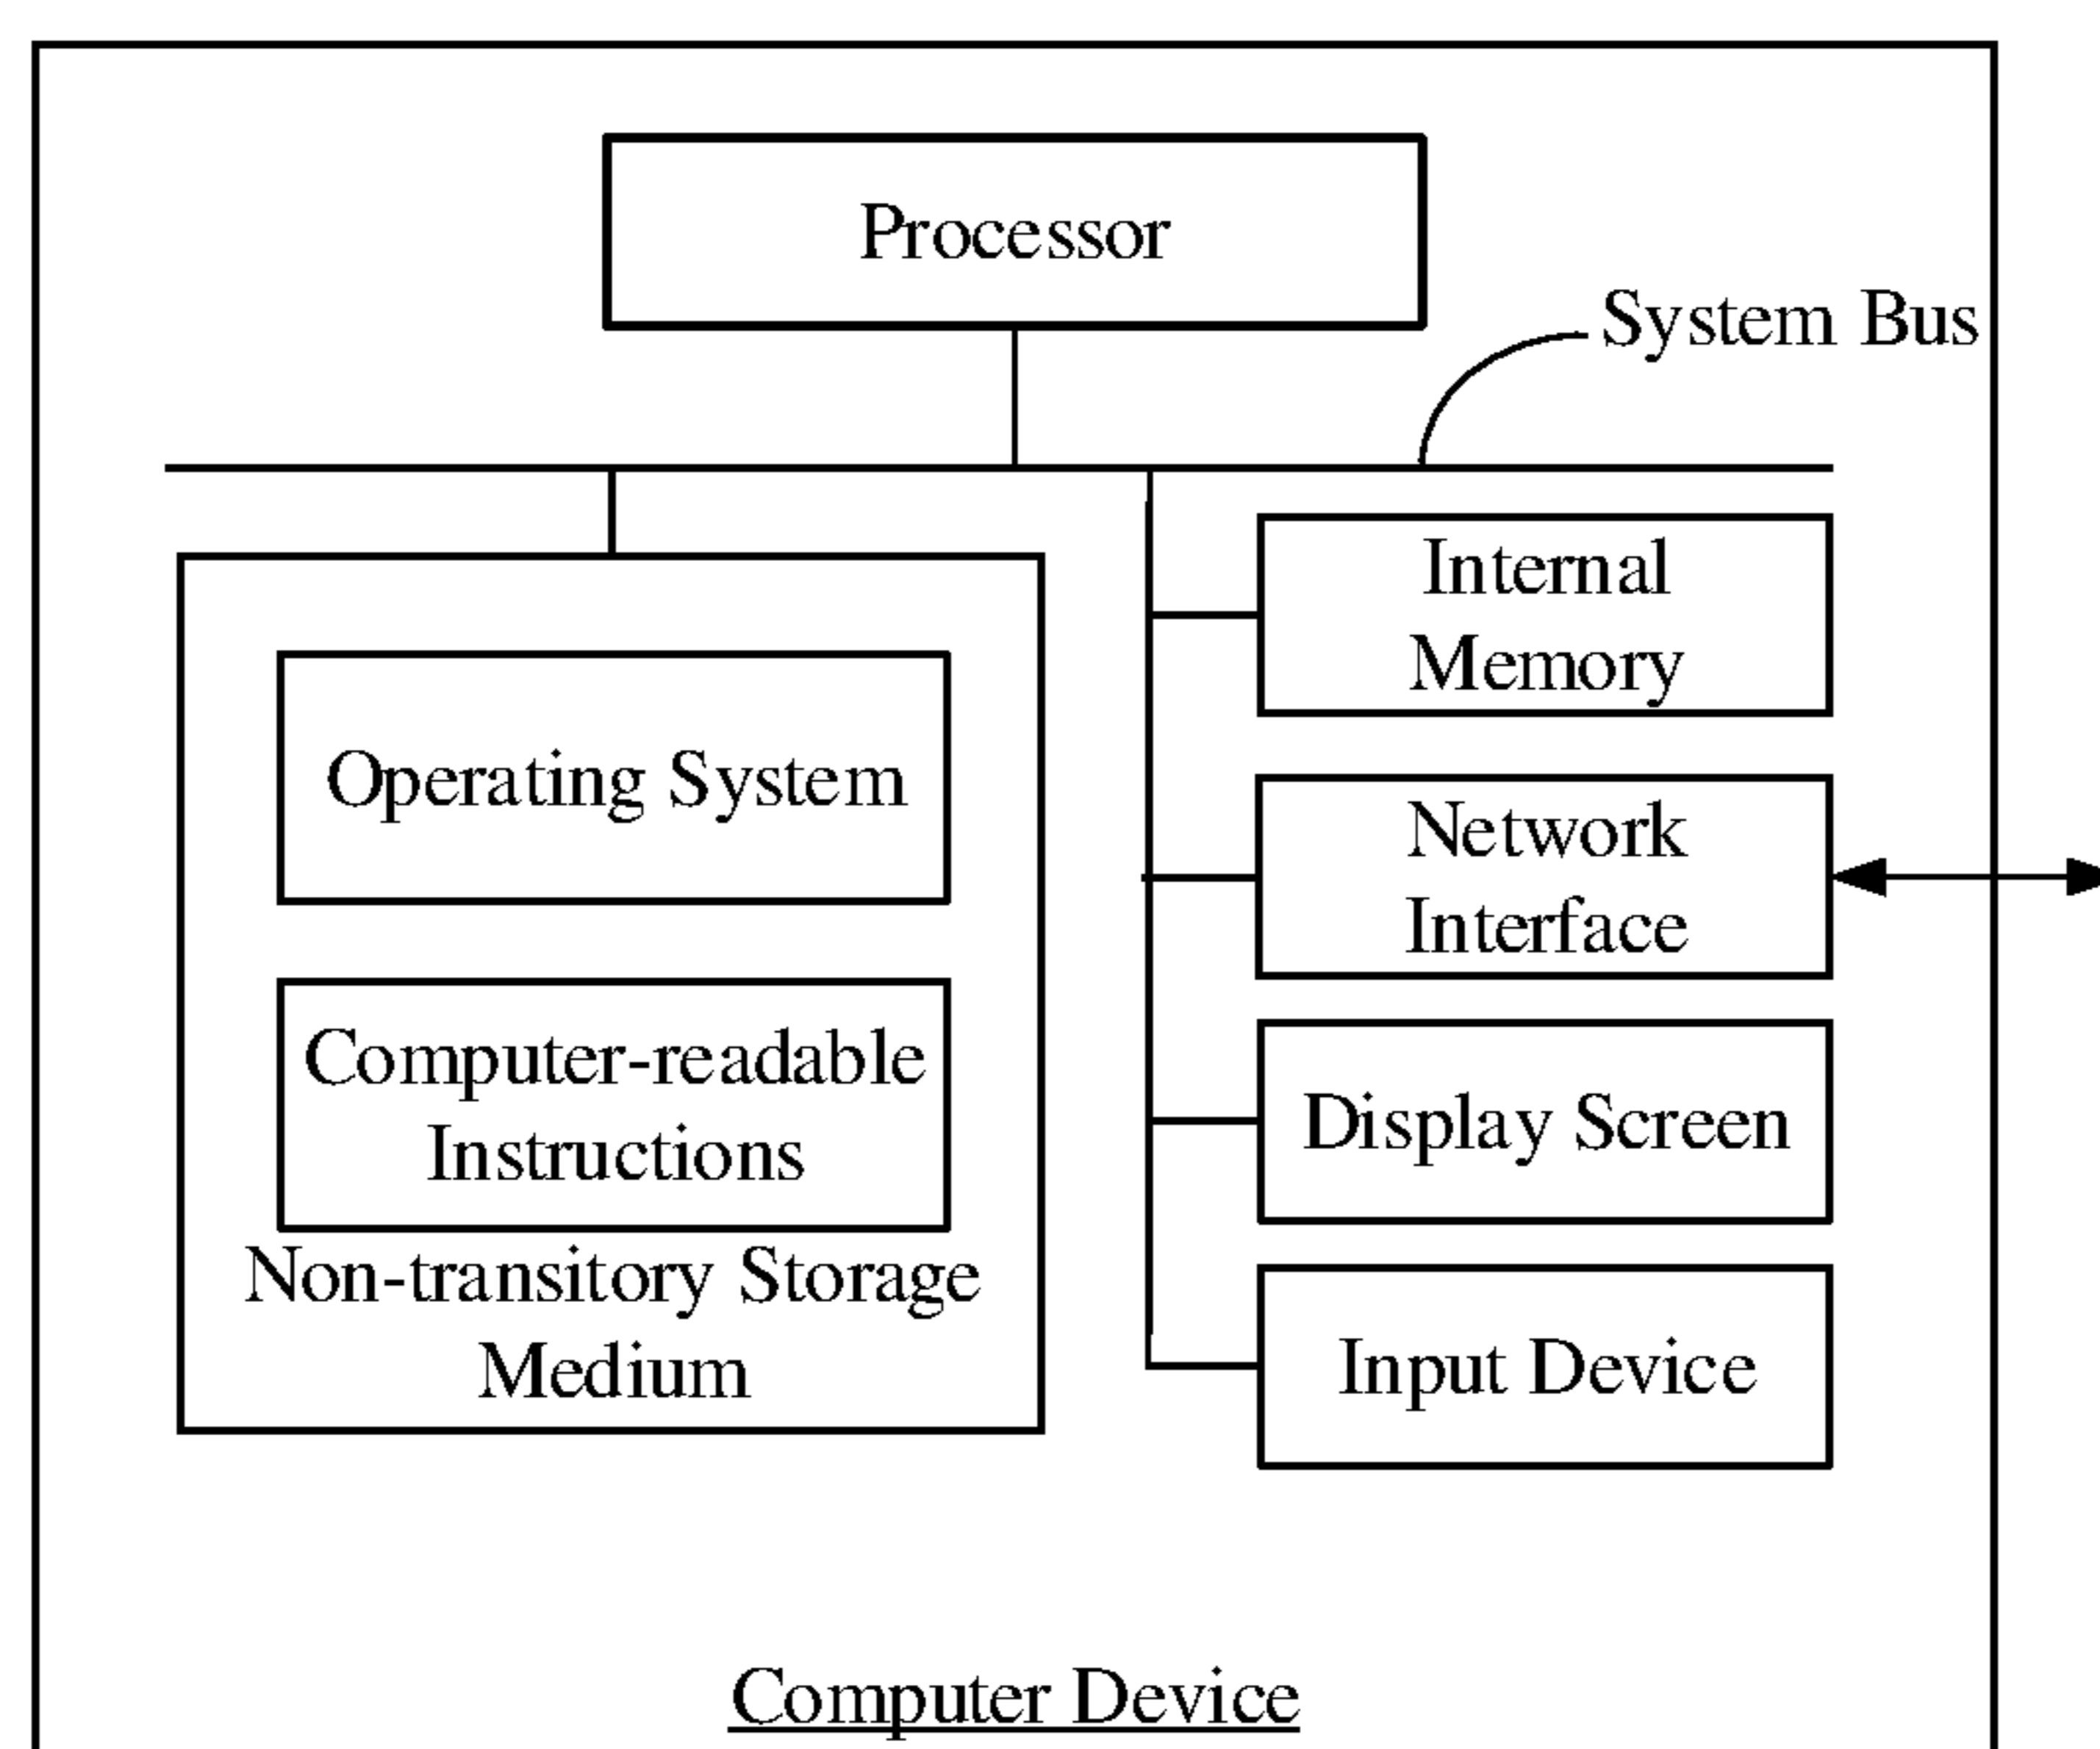 Processor
System Bus
Operating System
Computer-readable
Instructions
Non-transitory Storage
Medium
Internal
Memory
Network
Interface
Display Screen
Input Device
Computer Device